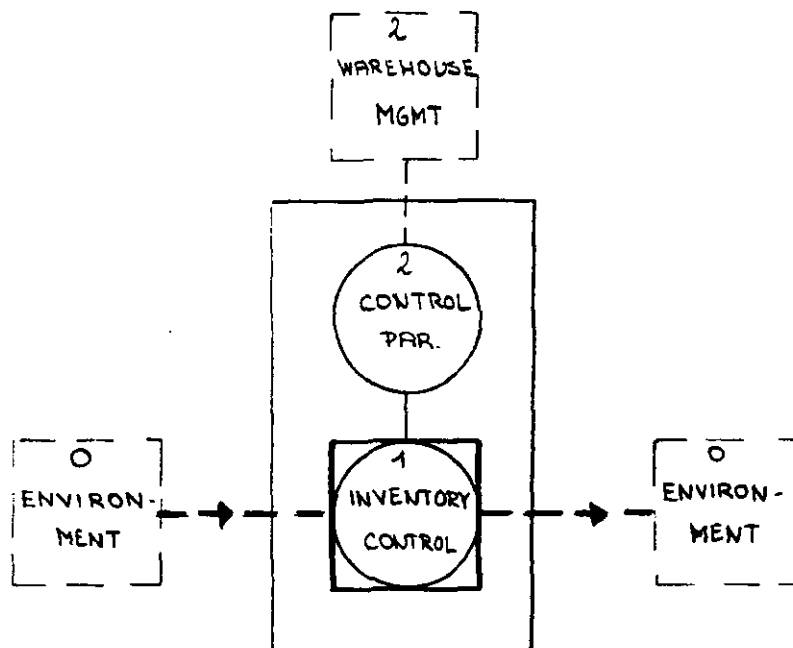 2
WAREHOUSE
MGMT
2
CONTROL
PAR.
0
ENVIRON-
MENT
1
INVENTORY
CONTROL
0
ENVIRON-
MENT